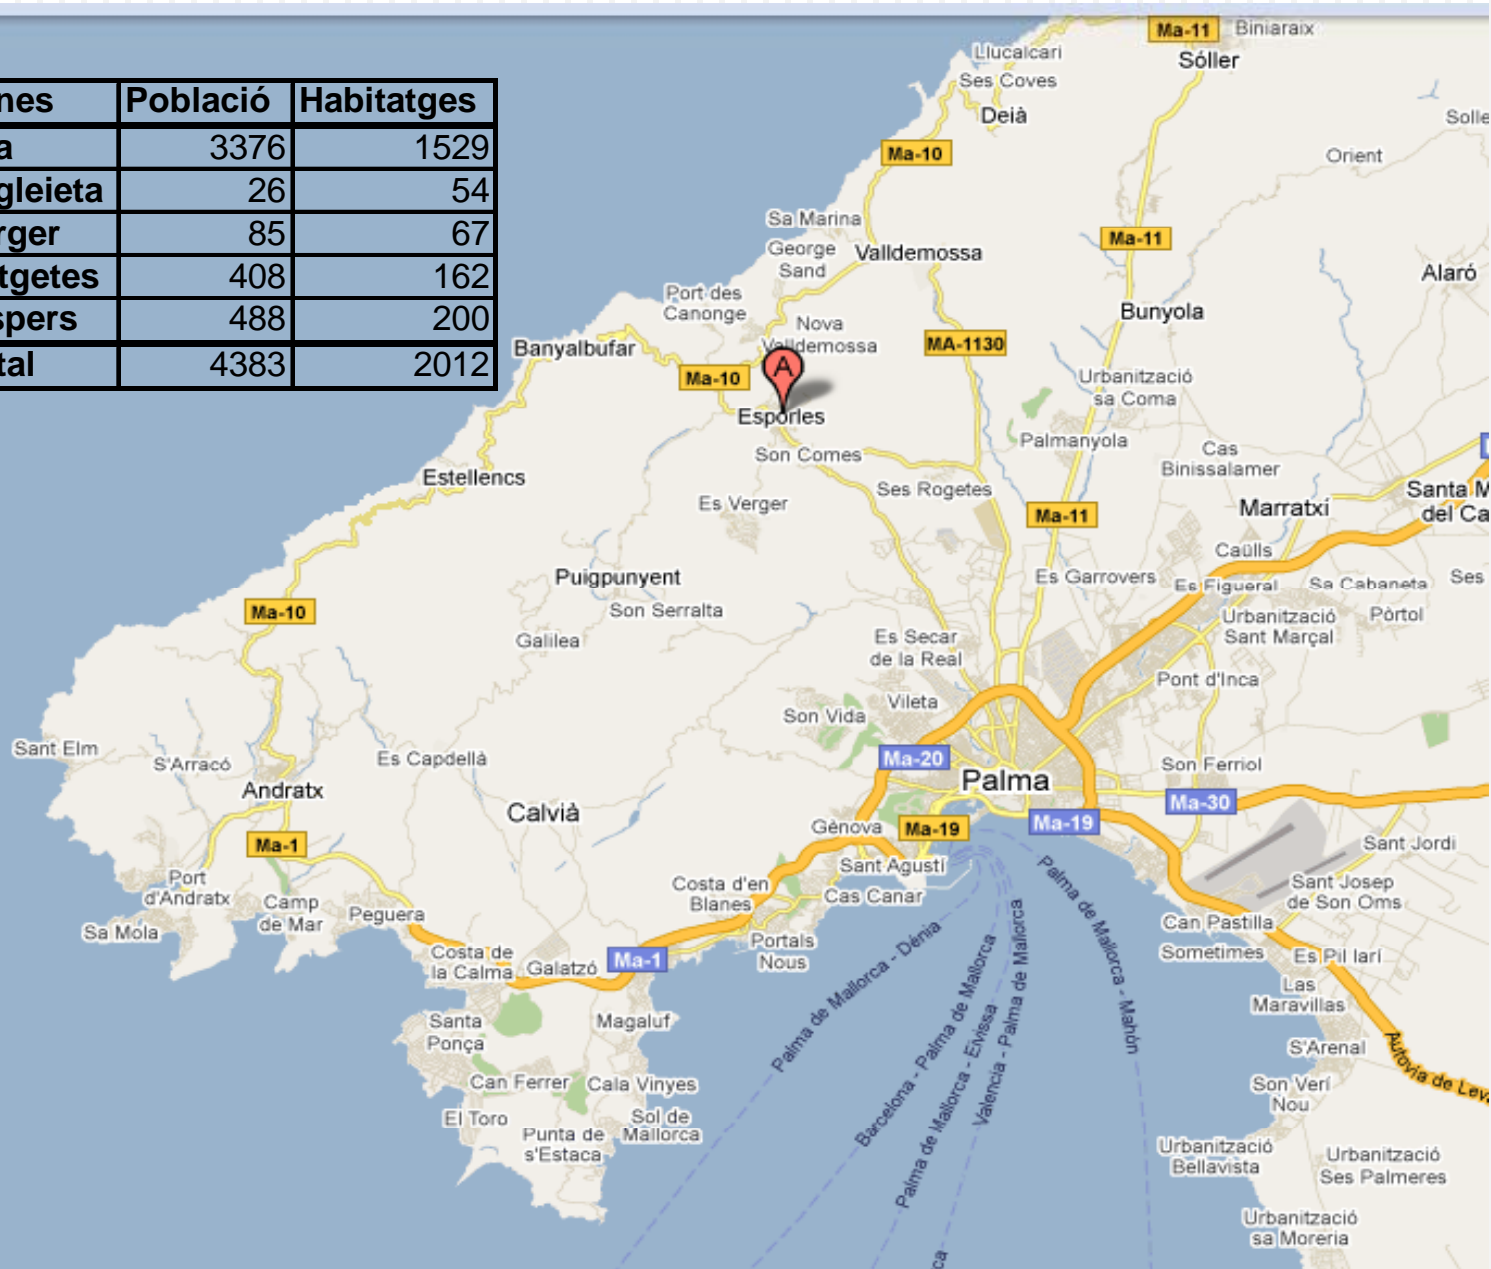 nes Població Habitatges
a 3376 1529
gleieta 26 54
rger 85 67
tgetes 408 162
spers 488 200
tal 4383 2012
Ma-11
Biniaraix
Sóller
Llucalcari
Ses Coves
Deià
Solle
Ma-10
Orient
Sa Marina
George
Sand
Valldemossa
Ma-11
Alaró
Port des
Canonge
Bunyola
Nova
Valldemossa
MA-1130
Banyalbufar
Ma-10
A
Urbanització
sa Coma
Esporles
Palmanyola
Son Comes
Cas
Binissalamer
Estellencs
Ses Rogetes
Es Verger
Marratxí
Santa M
del Ca
Ma-11
Caülls
Puigpunyent
Es Garrovers
Es Figueral
Sa Cabaneta
Ses
Ma-10
Son Serralta
Urbanització
Sant Marçal
Pòrtol
Galilea
Es Secar
de la Real
Pont d'Inca
Vileta
Son Vida
Sant Elm
S'Arracó
Es Capdellà
Ma-20
Son Ferriol
Andratx
Palma
Calvià
Ma-30
Gènova
Ma-19
Ma-19
Ma-1
Sant Jordi
Sant Agustí
Port
d'Andratx
Costa d'en
Blanes
Cas Canar
Sant Josep
de Son Oms
Camp
de Mar
Peguera
Sa Mola
Can Pastilla
Portals
Nous
Costa de
la Calma
Galatzó
Ma-1
Sometimes
Es Pil larí
Las
Maravillas
Santa
Ponça
Magaluf
S'Arenal
Can Ferrer
Cala Vinyes
Son Verí
Nou
El Toro
Sol de
Mallorca
Punta de
s'Estaca
Urbanització
Bellavista
Urbanització
Ses Palmeres
Urbanització
sa Moreria
Palma de Mallorca - Dénia
Barcelona - Palma de Mallorca
Palma de Mallorca - Eivissa
Valencia - Palma de Mallorca
Palma de Mallorca - Mahón
Autovía de Lev
ca